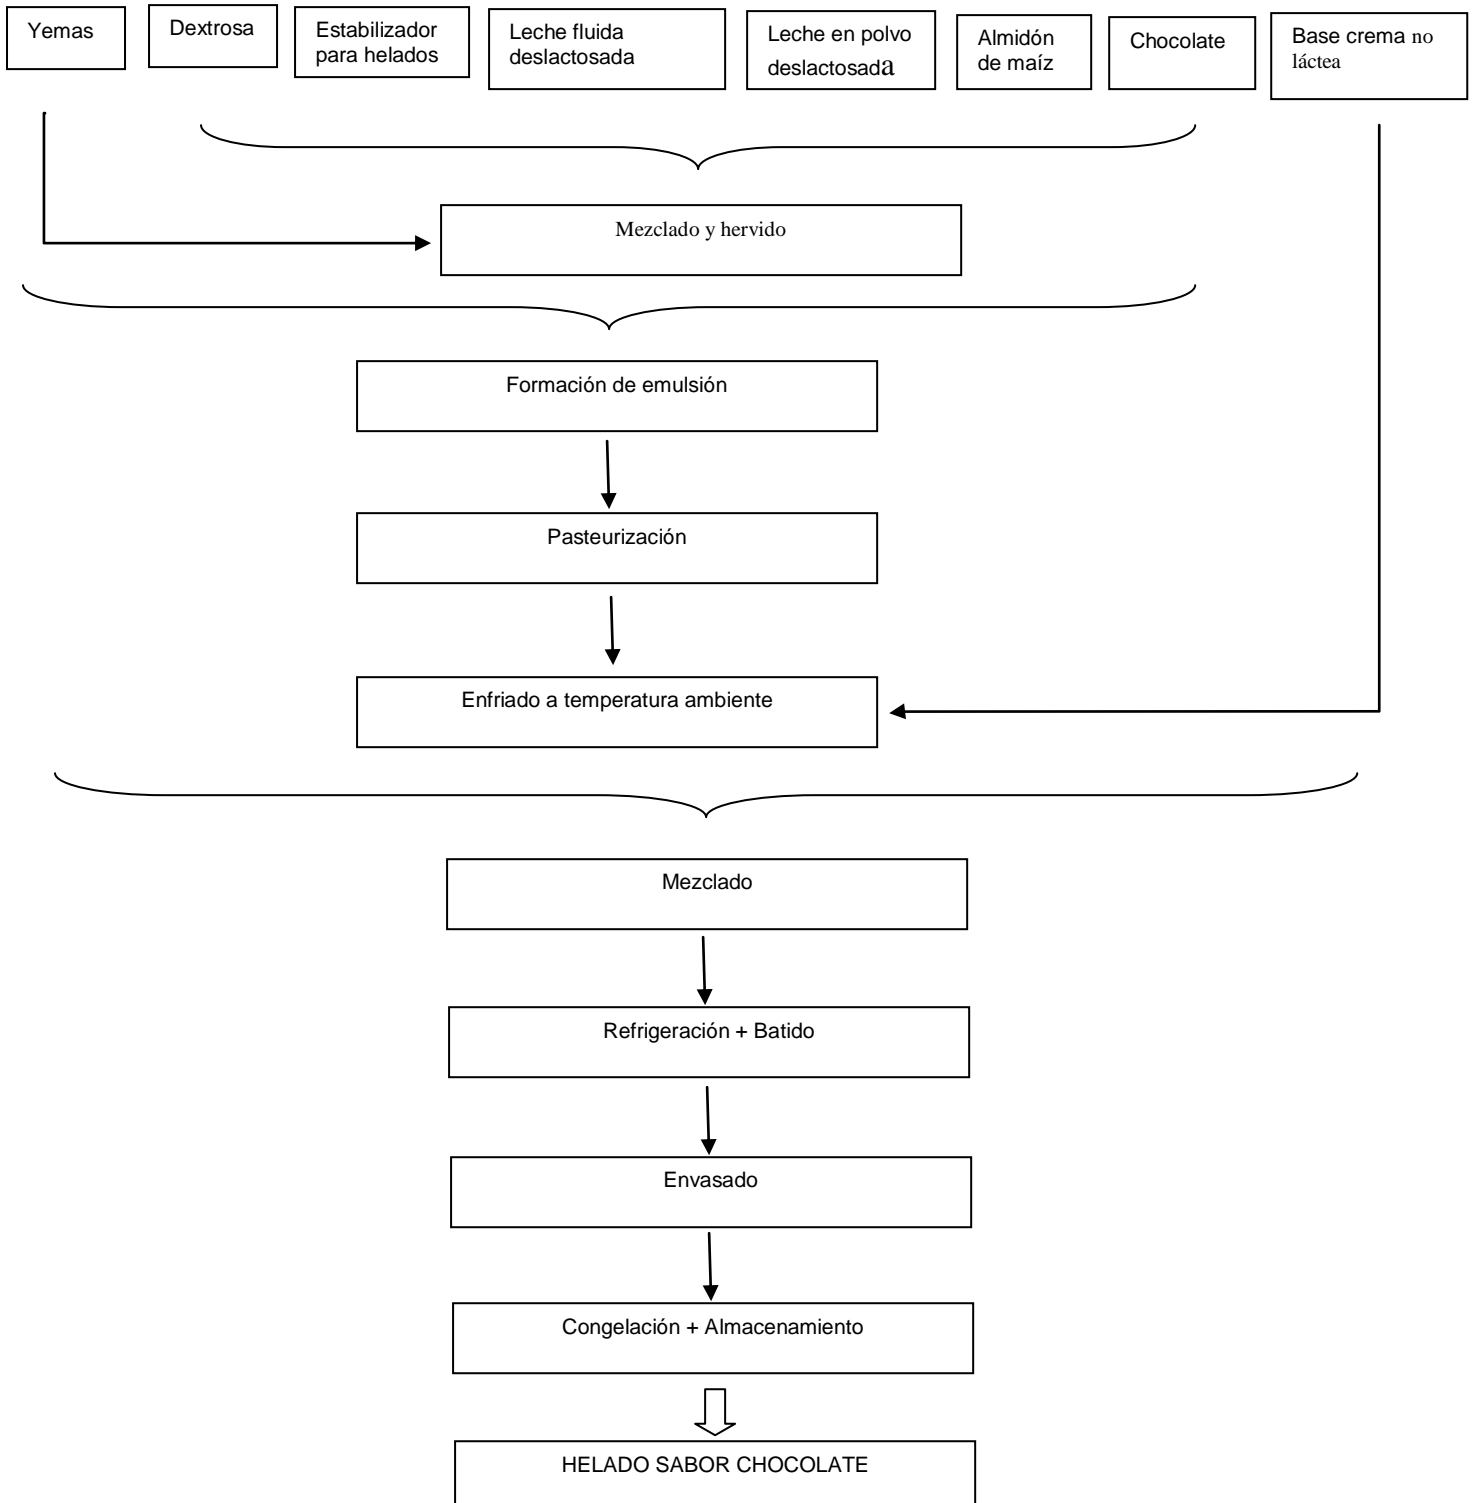 Yemas
Dextrosa
Estabilizador
para helados
Leche fluida
deslactosada
Leche en polvo
deslactosada
Almidón
de maíz
Chocolate
Base crema no
láctea
Mezclado y hervido
Formación de emulsión
Pasteurización
Enfriado a temperatura ambiente
Mezclado
Refrigeración + Batido
Envasado
Congelación + Almacenamiento
HELADO SABOR CHOCOLATE